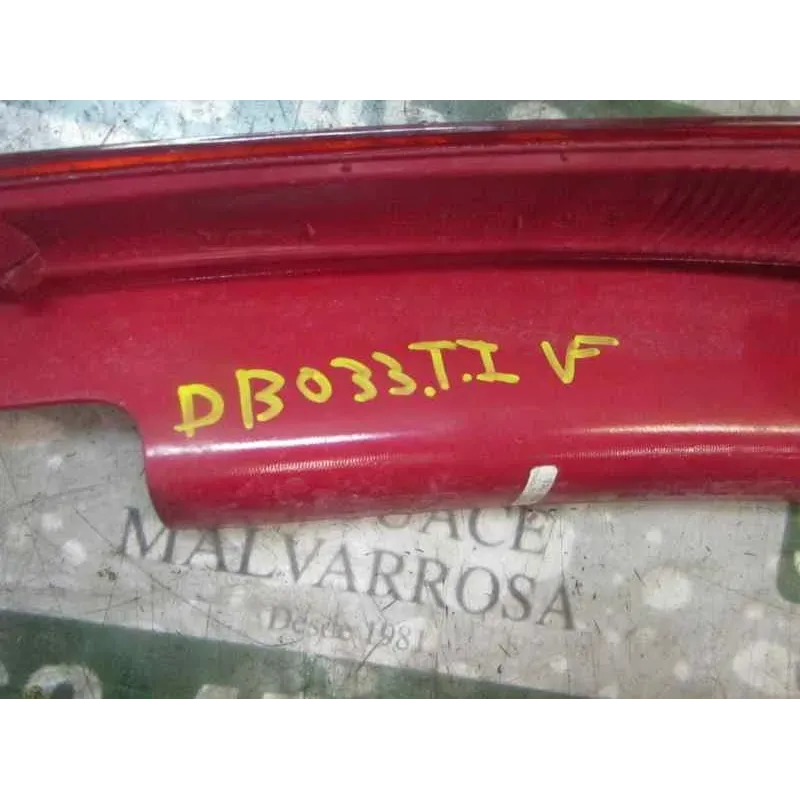 DB033.T.I VF
MALVARROSA
Desde 1981